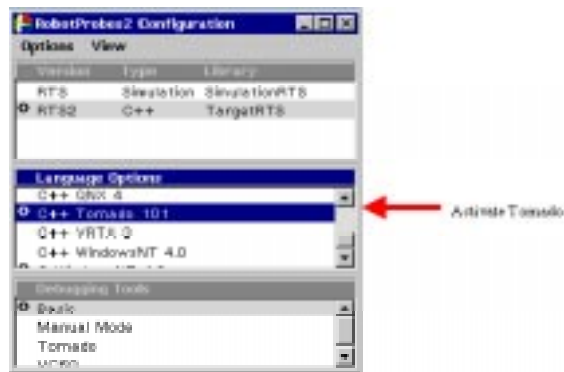 RobotProbes2 Configuration
Options View
Version Type Library
RTS Simulation SimulationRTS
RTS2 C++ TargetRTS
Language Options
C++ QNX 4
C++ Tornado 101
C++ VRTX 3
C++ WindowsNT 4.0
Debugging Tools
Basic
Manual Mode
Tornado
Activate Tornado